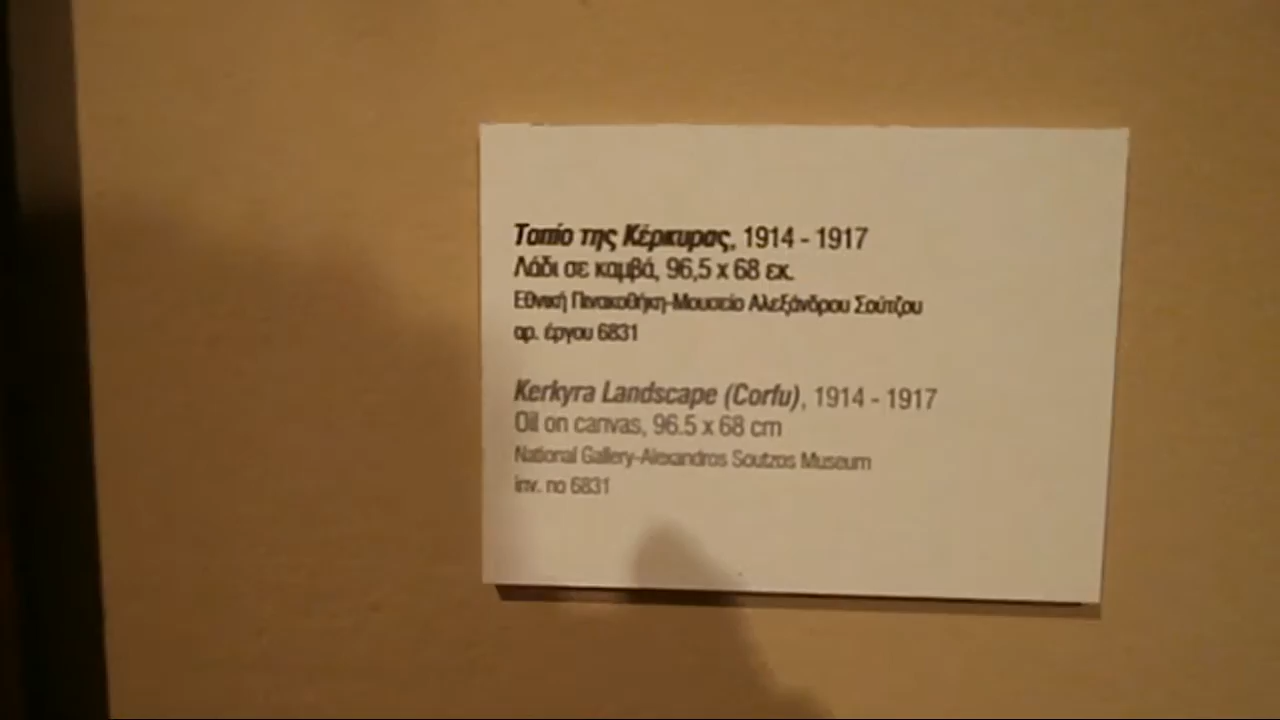 Τοπίο της Κέρκυρας, 1914 - 1917
Λάδι σε καμβά, 96,5 x 68 εκ.
Εθνική Πινακοθήκη-Μουσείο Αλεξάνδρου Σούτζου
αρ. έργου 6831
Kerkyra Landscape (Corfu), 1914 - 1917
Oil on canvas, 96.5 x 68 cm
National Gallery-Alexandros Soutzos Museum
inv. no 6831